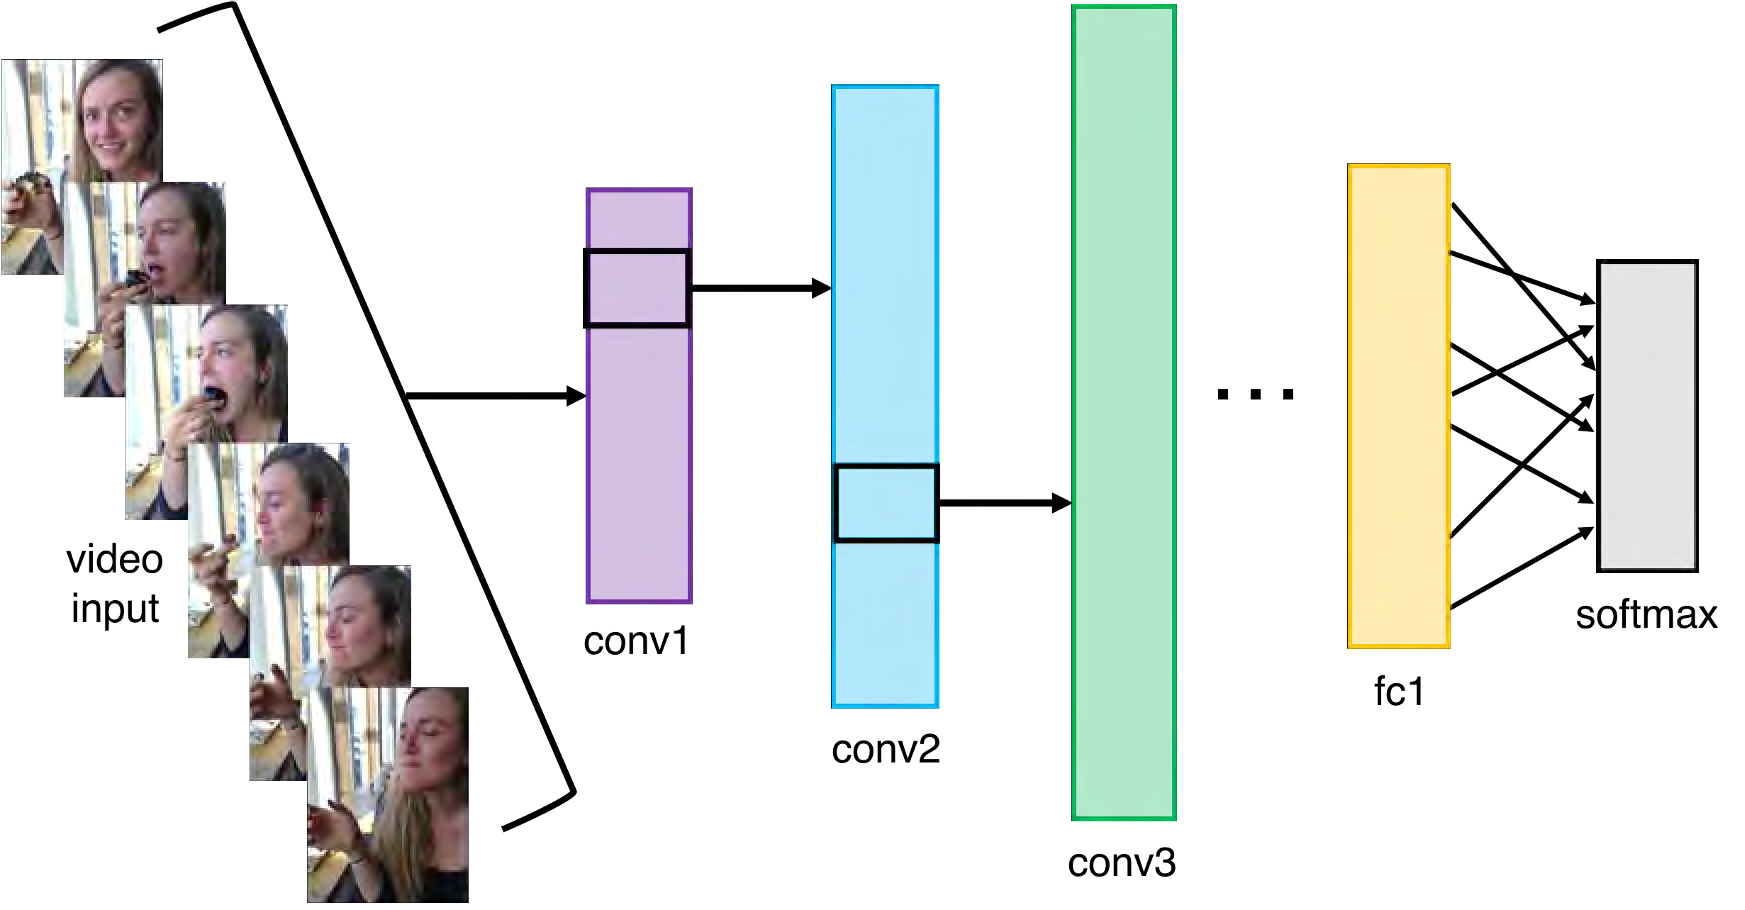 video
input
conv1
conv2
conv3
...
fc1
softmax